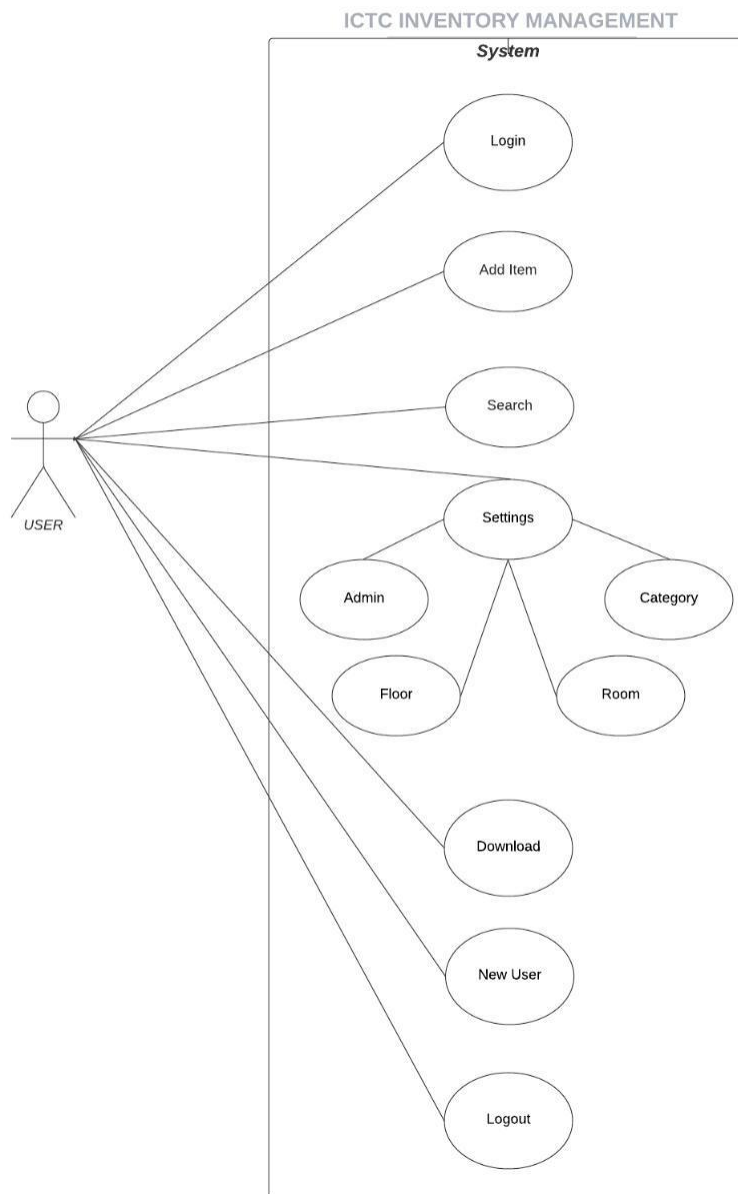 ICTC INVENTORY MANAGEMENT
System
Login
Add Item
Search
USER
Settings
Admin
Category
Floor
Room
Download
New User
Logout